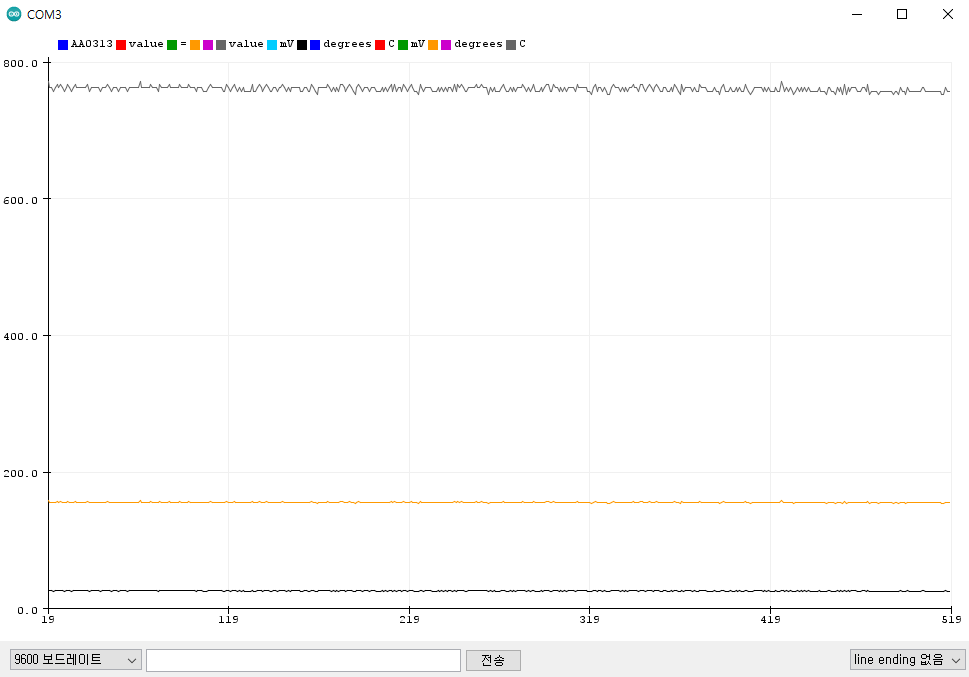 COM3
AA0313 value = value mV degrees C mV degrees C
800.0
600.0
400.0
200.0
0.0
19 119 219 319 419 519
9600 보드레이트 전송 line ending 없음